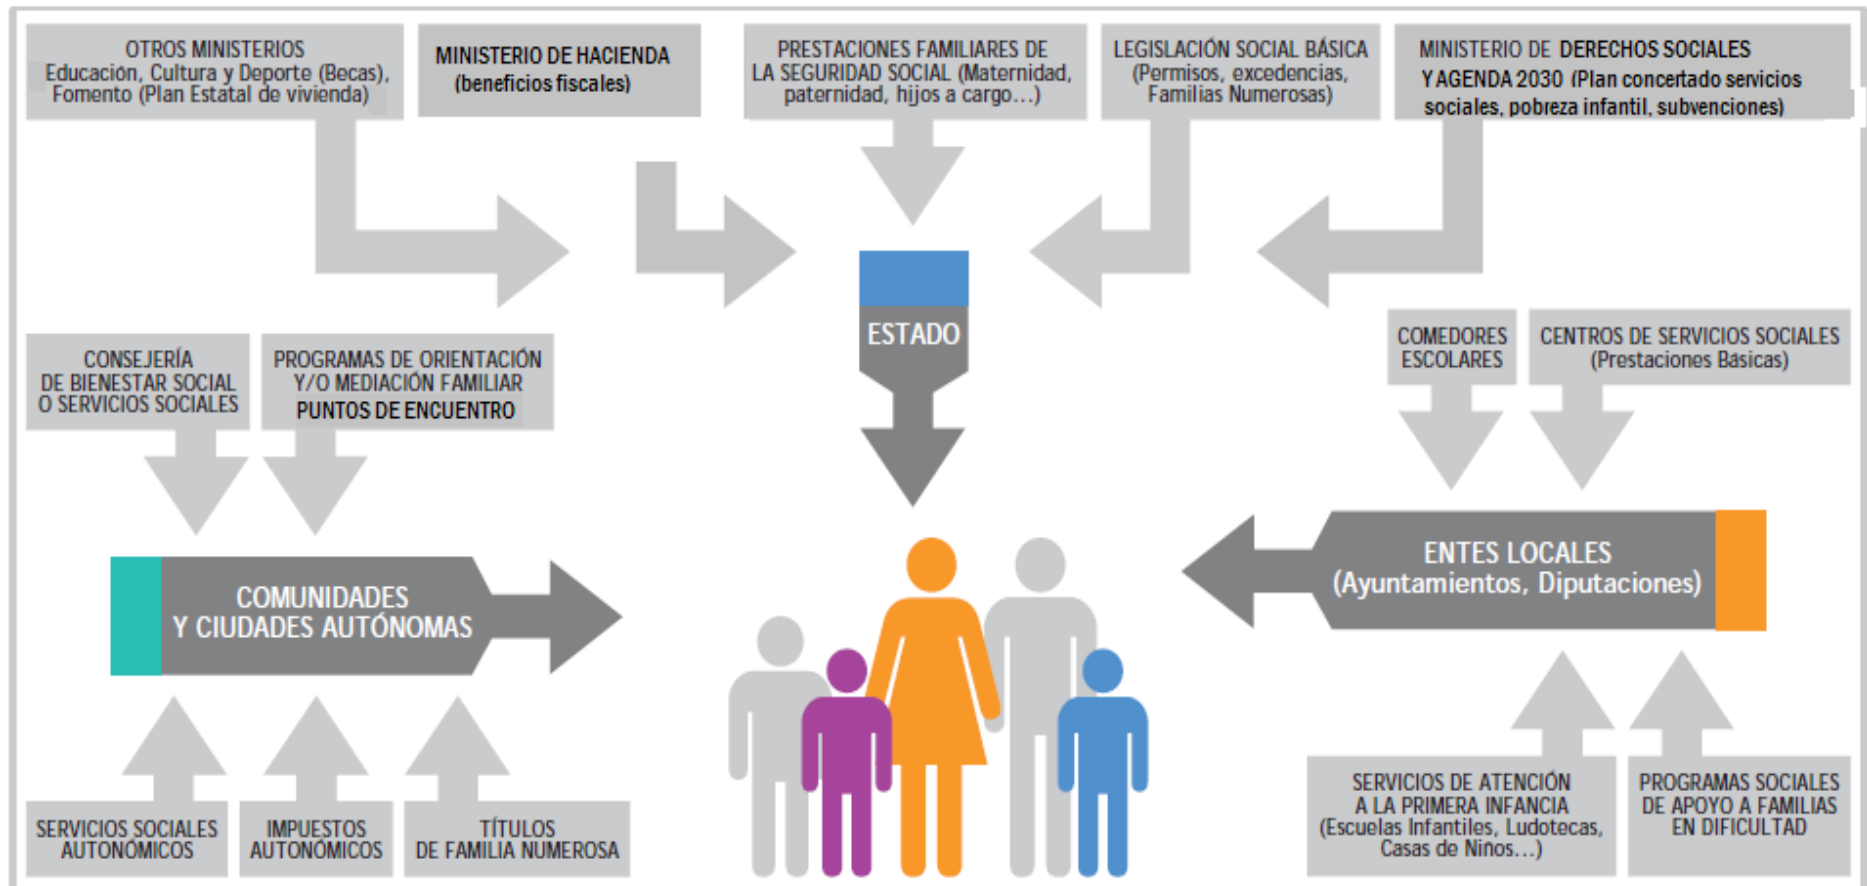 OTROS MINISTERIOS
Educación, Cultura y Deporte (Becas),
Fomento (Plan Estatal de vivienda)
MINISTERIO DE HACIENDA
(beneficios fiscales)
PRESTACIONES FAMILIARES DE
LA SEGURIDAD SOCIAL (Maternidad,
paternidad, hijos a cargo...)
LEGISLACIÓN SOCIAL BÁSICA
(Permisos, excedencias,
Familias Numerosas)
MINISTERIO DE DERECHOS SOCIALES
Y AGENDA 2030 (Plan concertado servicios
sociales, pobreza infantil, subvenciones)
ESTADO
CONSEJERÍA
DE BIENESTAR SOCIAL
O SERVICIOS SOCIALES
PROGRAMAS DE ORIENTACIÓN
Y/O MEDIACIÓN FAMILIAR
PUNTOS DE ENCUENTRO
COMEDORES
ESCOLARES
CENTROS DE SERVICIOS SOCIALES
(Prestaciones Básicas)
COMUNIDADES
Y CIUDADES AUTÓNOMAS
ENTES LOCALES
(Ayuntamientos, Diputaciones)
SERVICIOS SOCIALES
AUTONÓMICOS
IMPUESTOS
AUTONÓMICOS
TÍTULOS
DE FAMILIA NUMEROSA
SERVICIOS DE ATENCIÓN
A LA PRIMERA INFANCIA
(Escuelas Infantiles, Ludotecas,
Casas de Niños...)
PROGRAMAS SOCIALES
DE APOYO A FAMILIAS
EN DIFICULTAD